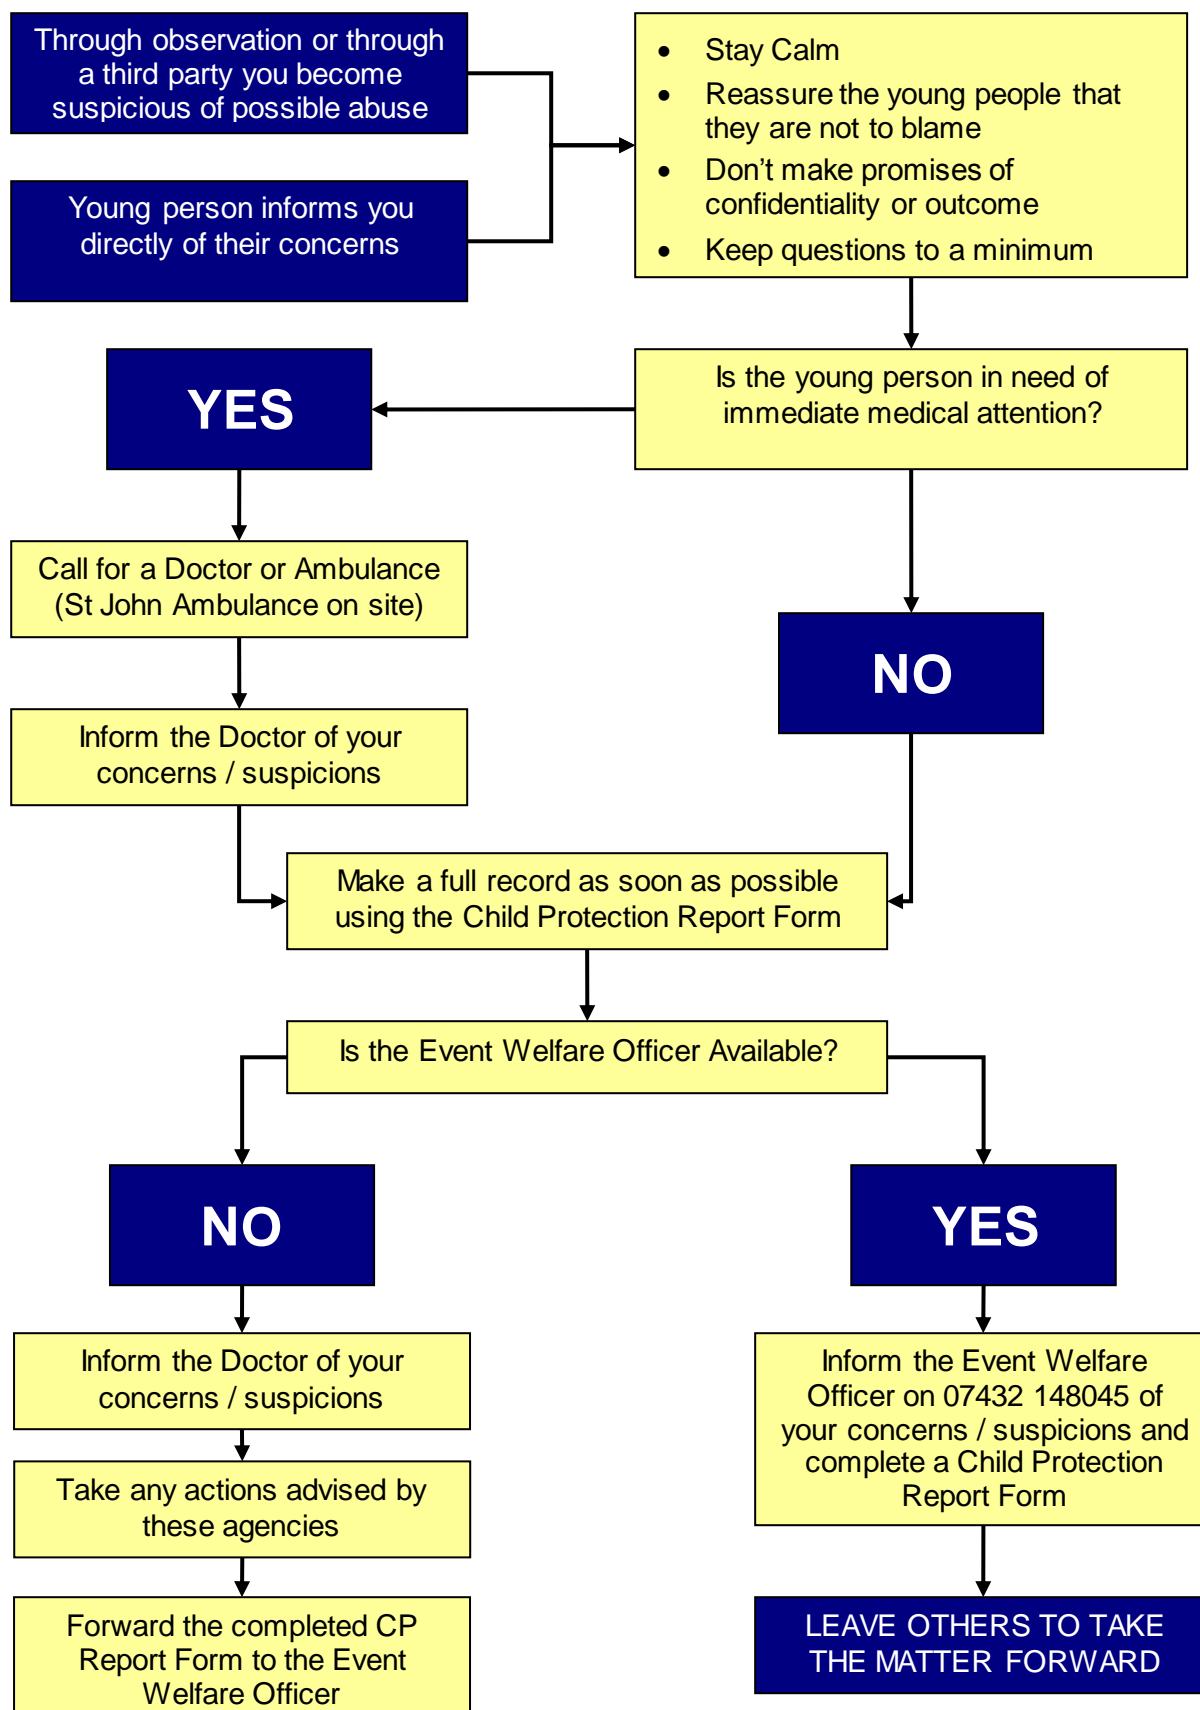 Through observation or through
a third party you become
suspicious of possible abuse
Young person informs you
directly of their concerns
• Stay Calm
• Reassure the young people that
they are not to blame
• Don’t make promises of
confidentiality or outcome
• Keep questions to a minimum
Is the young person in need of
immediate medical attention?
YES
Call for a Doctor or Ambulance
(St John Ambulance on site)
Inform the Doctor of your
concerns / suspicions
NO
Make a full record as soon as possible
using the Child Protection Report Form
Is the Event Welfare Officer Available?
NO
Inform the Doctor of your
concerns / suspicions
Take any actions advised by
these agencies
Forward the completed CP
Report Form to the Event
Welfare Officer
YES
Inform the Event Welfare
Officer on 07432 148045 of
your concerns / suspicions and
complete a Child Protection
Report Form
LEAVE OTHERS TO TAKE
THE MATTER FORWARD